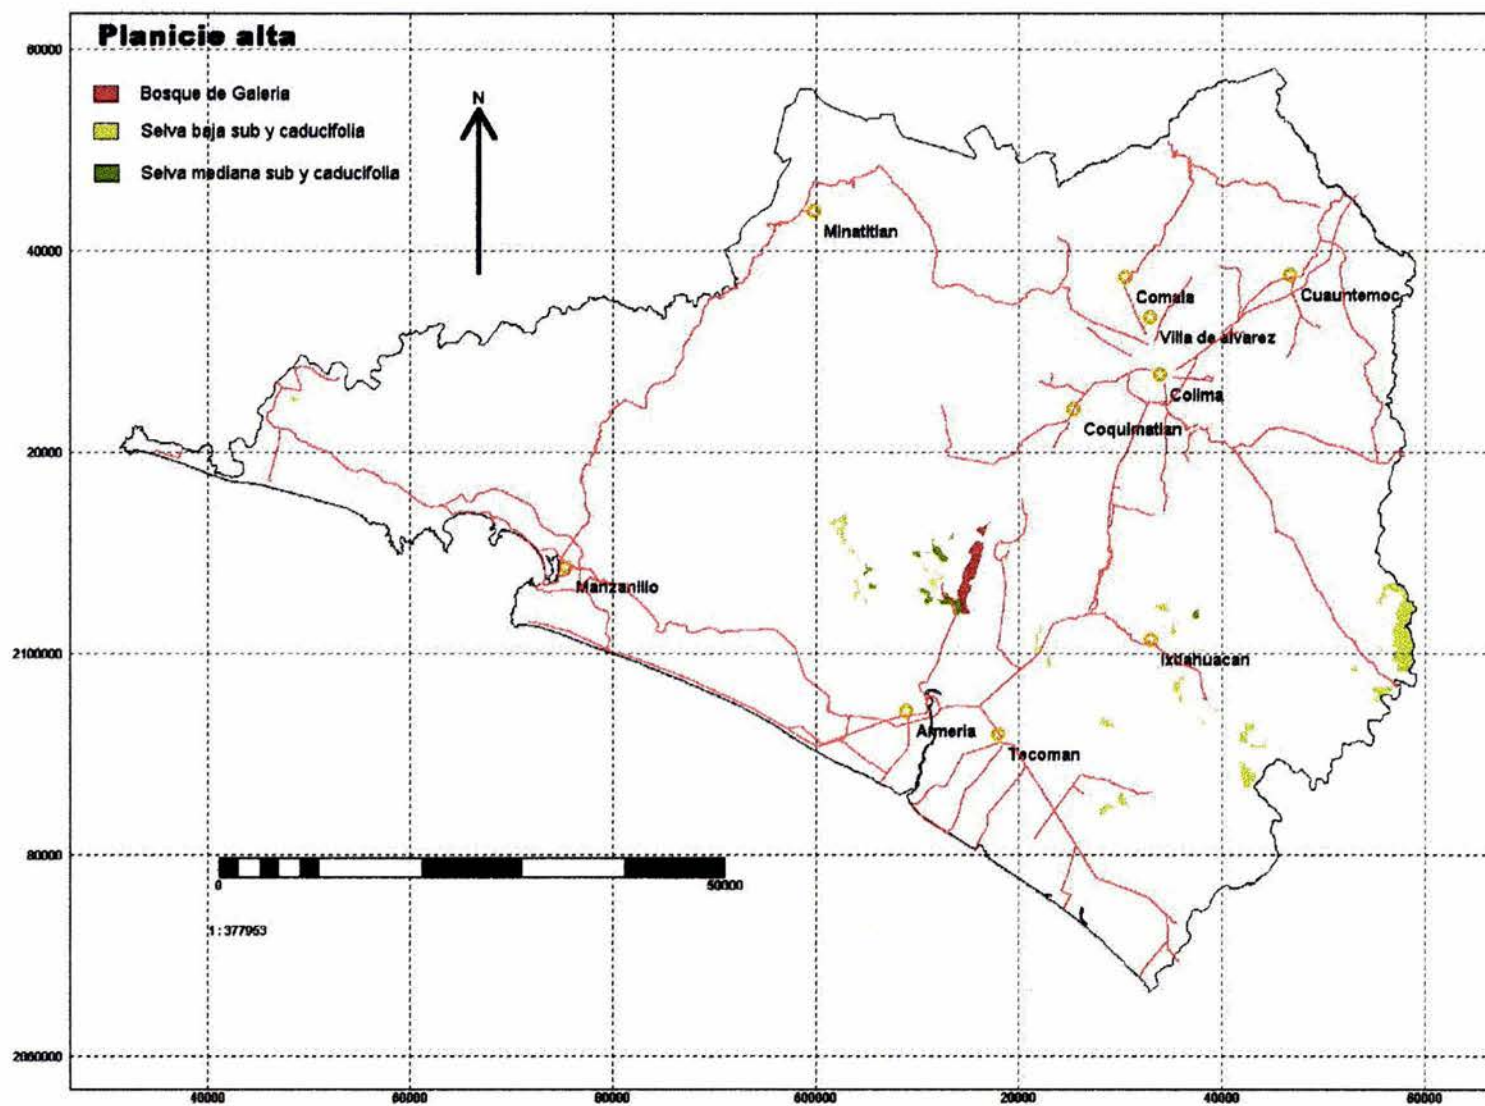 Planicie alta
Bosque de Galeria
Selva baja sub y caducifolia
Selva mediana sub y caducifolia
N
60000
40000
20000
2100000
80000
2060000
Minatitlan
Comala
Cuauntemoc
Villa de alvarez
Colima
Coquimatlan
Manzanillo
Ixtlahuacan
Armeria
Tecoman
0
50000
1 : 377953
40000
60000
80000
600000
20000
40000
60000